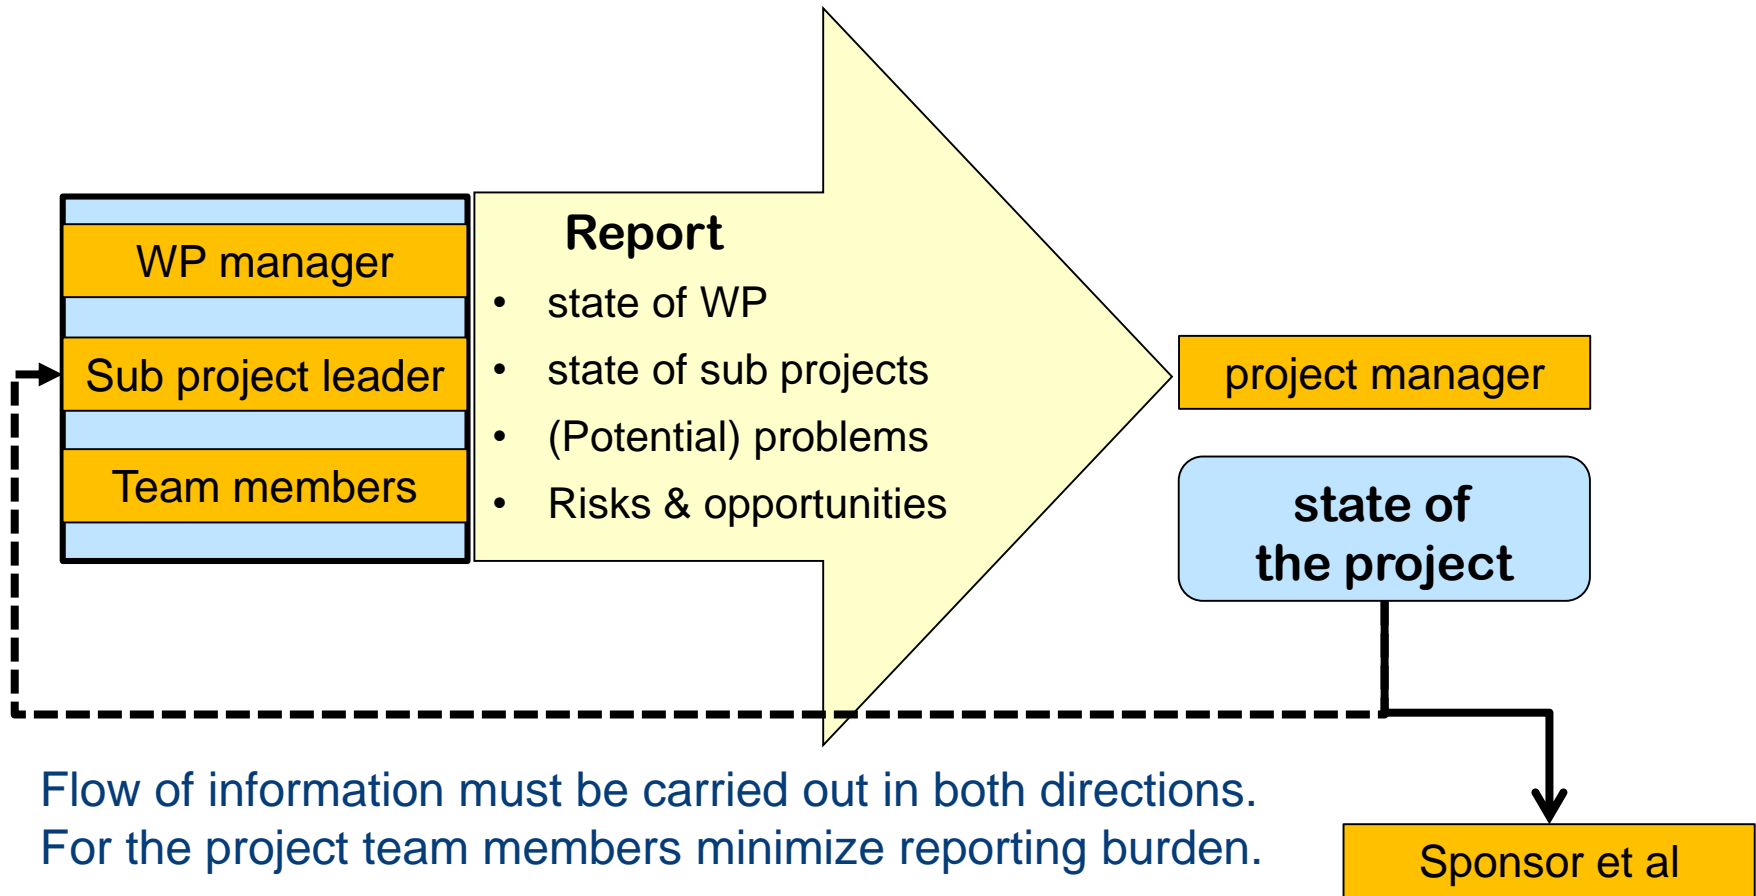 WP manager
Sub project leader
Team members
Report
• state of WP
• state of sub projects
• (Potential) problems
• Risks & opportunities
project manager
state of
the project
Flow of information must be carried out in both directions.
For the project team members minimize reporting burden.
Sponsor et al